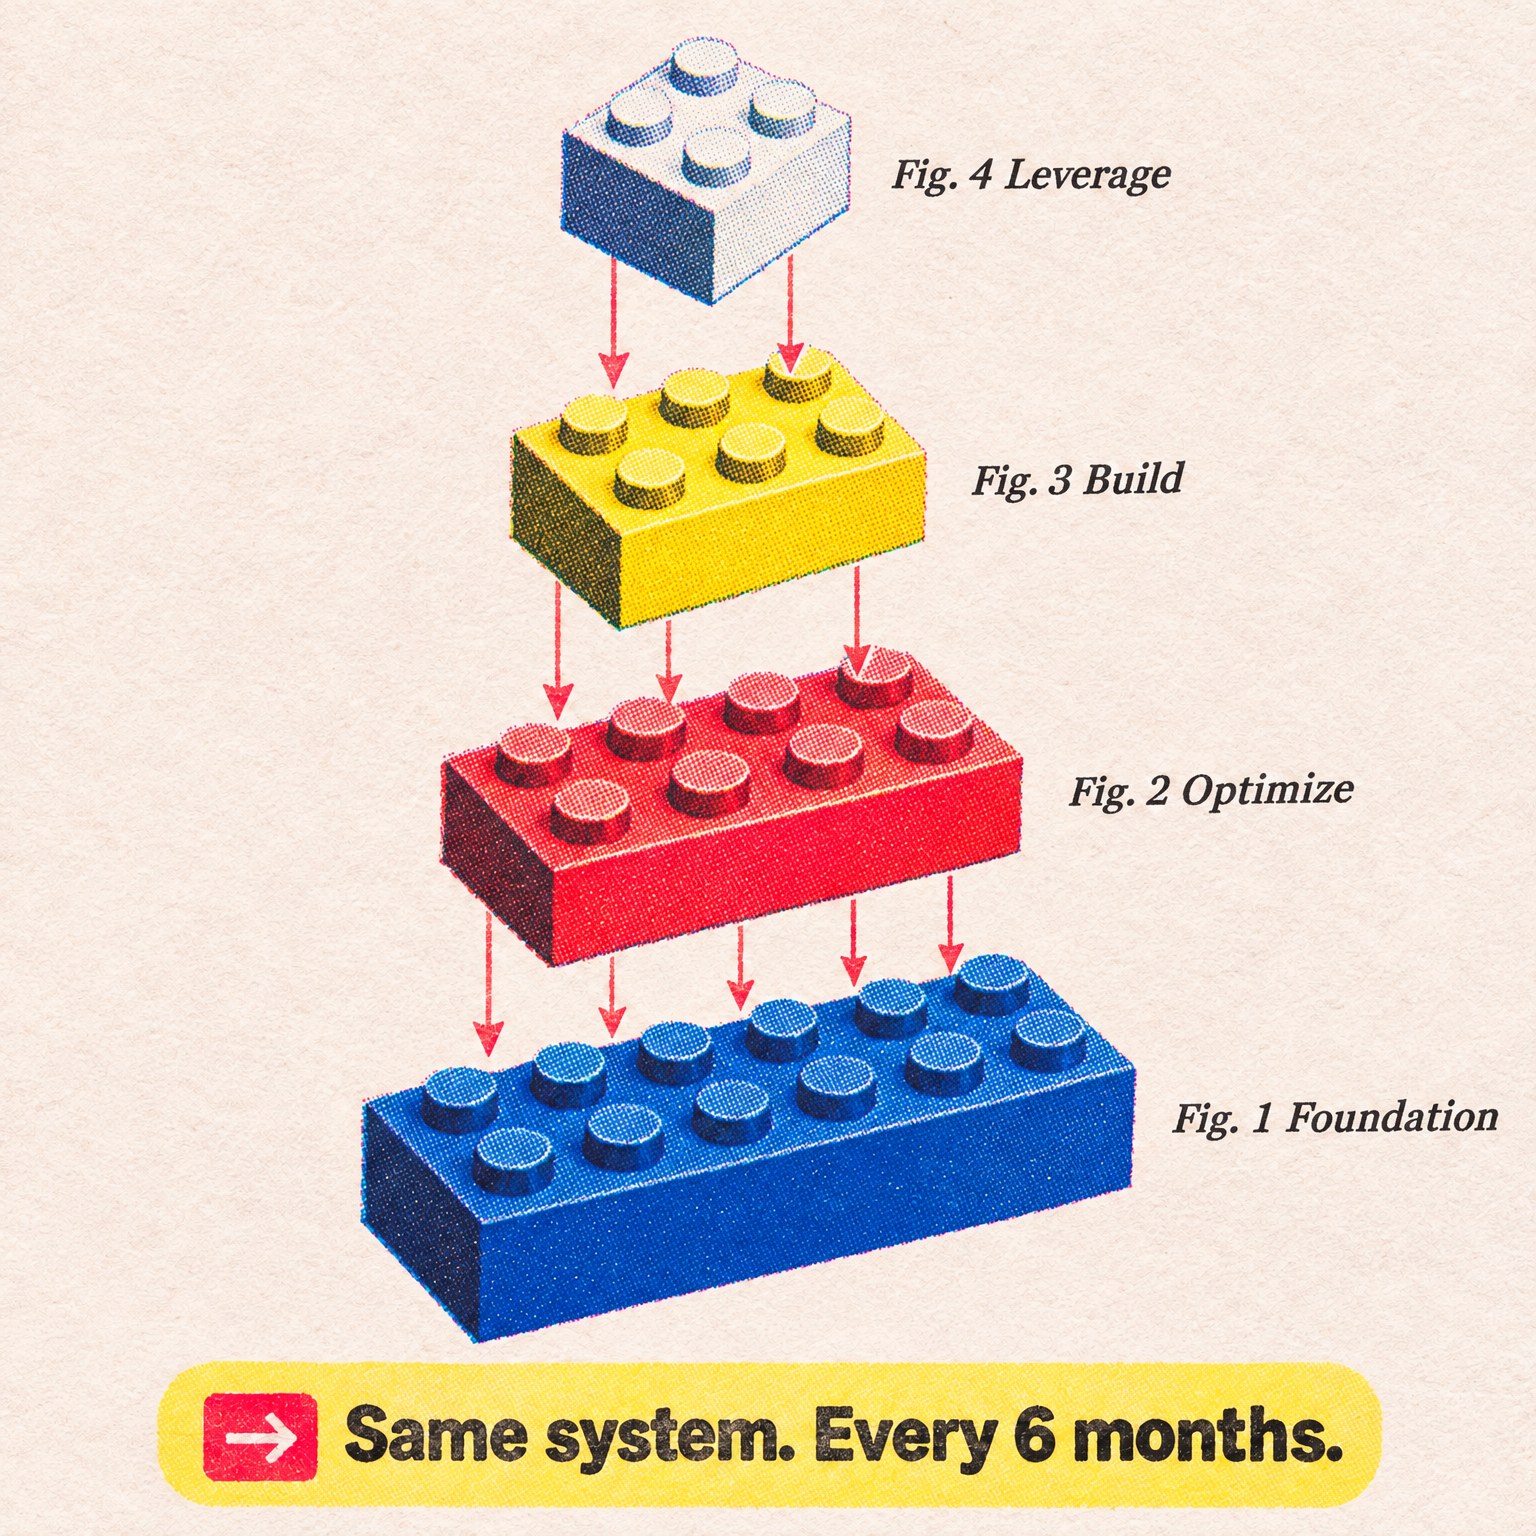 Fig. 4 Leverage
Fig. 3 Build
Fig. 2 Optimize
Fig. 1 Foundation
Same system. Every 6 months.